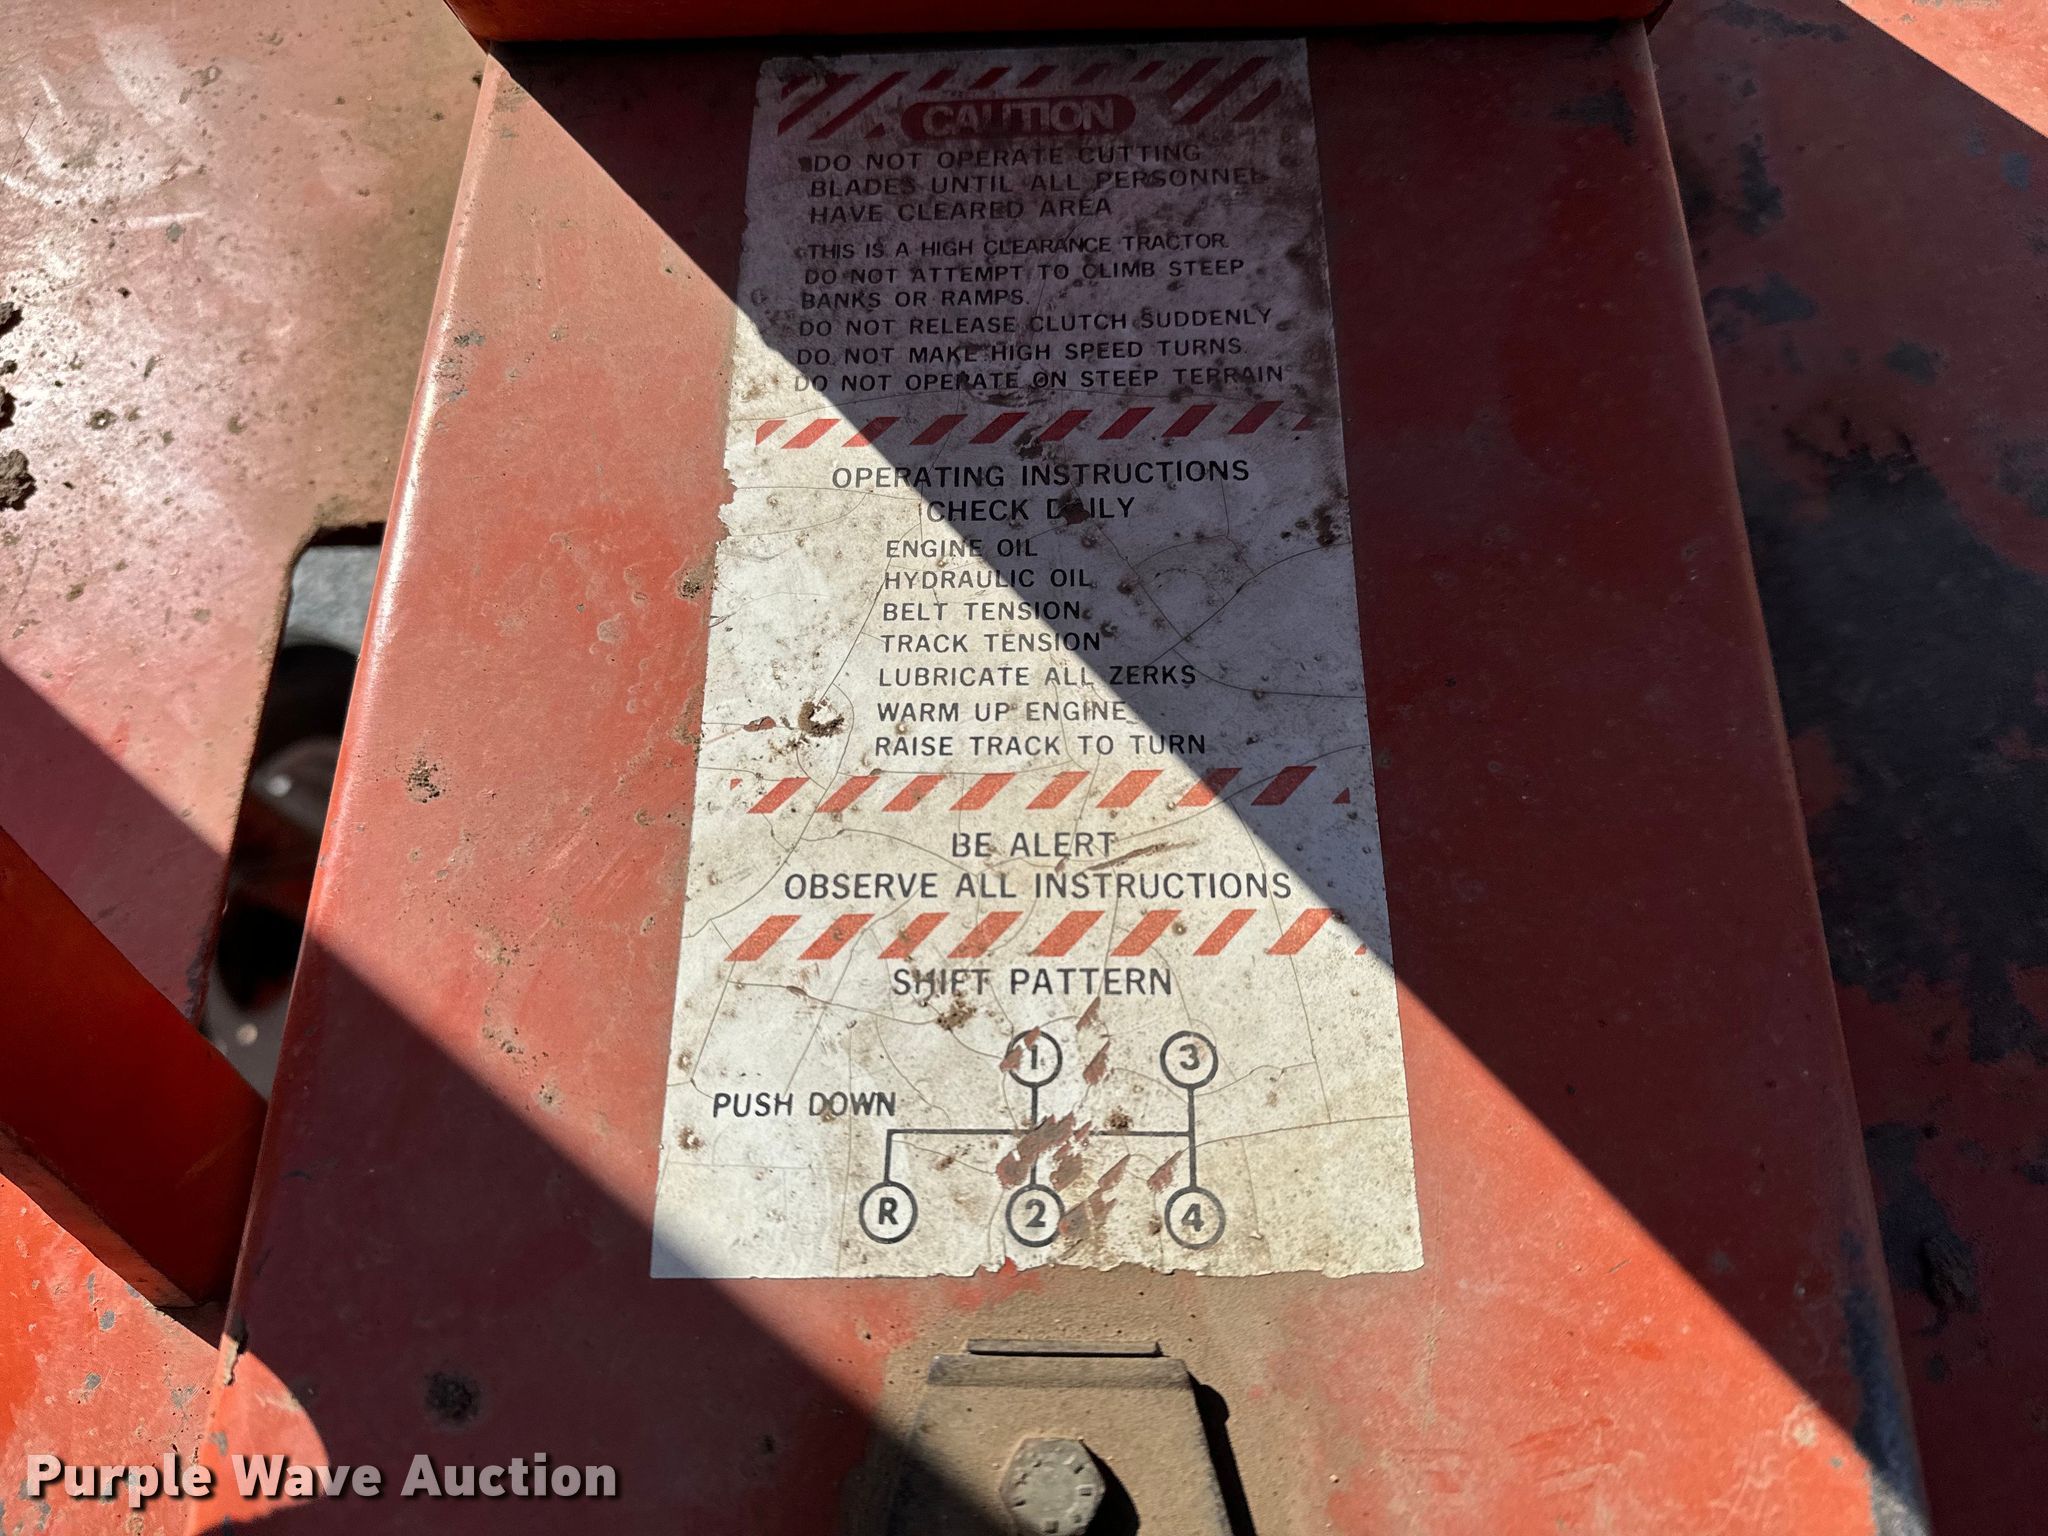 CAUTION
DO NOT OPERATE CUTTING
BLADES UNTIL ALL PERSONNEL
HAVE CLEARED AREA
THIS IS A HIGH CLEARANCE TRACTOR.
DO NOT ATTEMPT TO CLIMB STEEP
BANKS OR RAMPS.
DO NOT RELEASE CLUTCH SUDDENLY
DO NOT MAKE HIGH SPEED TURNS.
DO NOT OPERATE ON STEEP TERRAIN
OPERATING INSTRUCTIONS
CHECK DAILY
ENGINE OIL
HYDRAULIC OIL
BELT TENSION
TRACK TENSION
LUBRICATE ALL ZERKS
WARM UP ENGINE
RAISE TRACK TO TURN
BE ALERT
OBSERVE ALL INSTRUCTIONS
SHIFT PATTERN
1 3
PUSH DOWN
R 2 4
Purple Wave Auction